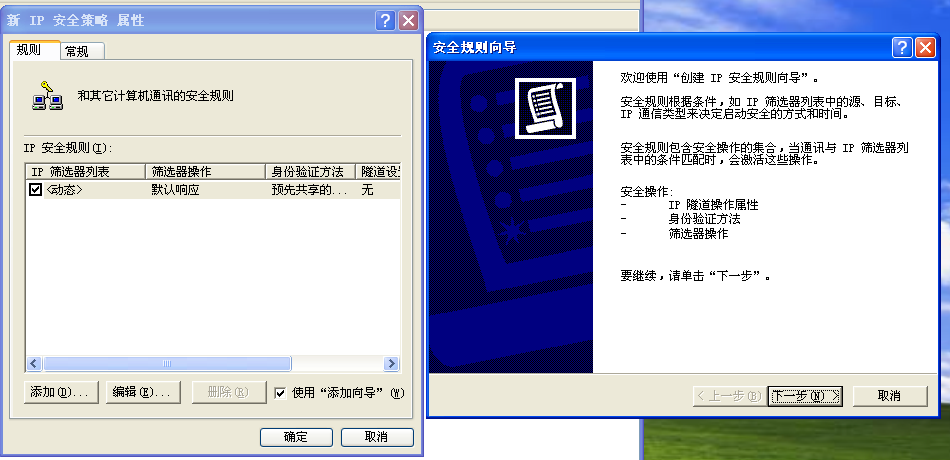 新 IP 安全策略 属性
规则
常规
和其它计算机通讯的安全规则
IP 安全规则(I):
IP 筛选器列表 筛选器操作 身份验证方法 隧道设
<动态> 默认响应 预先共享的... 无
添加(D)... 编辑(E)... 删除(R) 使用“添加向导”(W)
确定 取消
安全规则向导
欢迎使用“创建 IP 安全规则向导”。
安全规则根据条件，如 IP 筛选器列表中的源、目标、
IP 通信类型来决定启动安全的方式和时间。
安全规则包含安全操作的集合，当通讯与 IP 筛选器列
表中的条件匹配时，会激活这些操作。
安全操作:
- IP 隧道操作属性
- 身份验证方法
- 筛选器操作
要继续，请单击“下一步”。
< 上一步(B) 下一步(N) > 取消